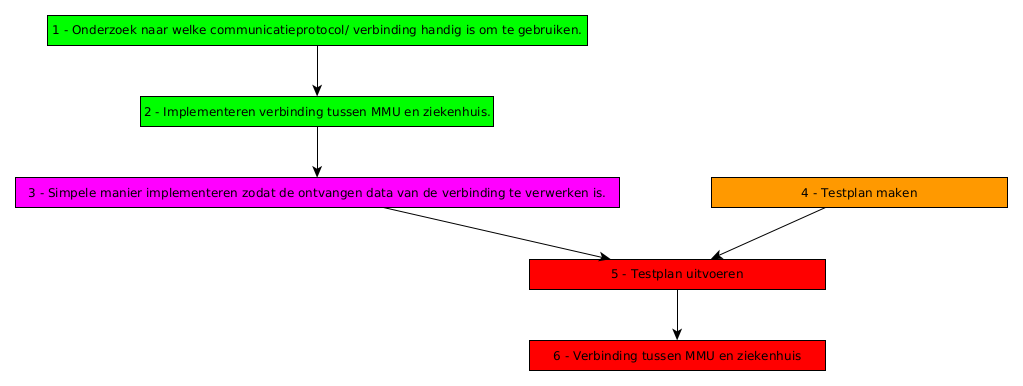 1 - Onderzoek naar welke communicatieprotocol/ verbinding handig is om te gebruiken.
2 - Implementeren verbinding tussen MMU en ziekenhuis.
3 - Simpele manier implementeren zodat de ontvangen data van de verbinding te verwerken is.
4 - Testplan maken
5 - Testplan uitvoeren
6 - Verbinding tussen MMU en ziekenhuis